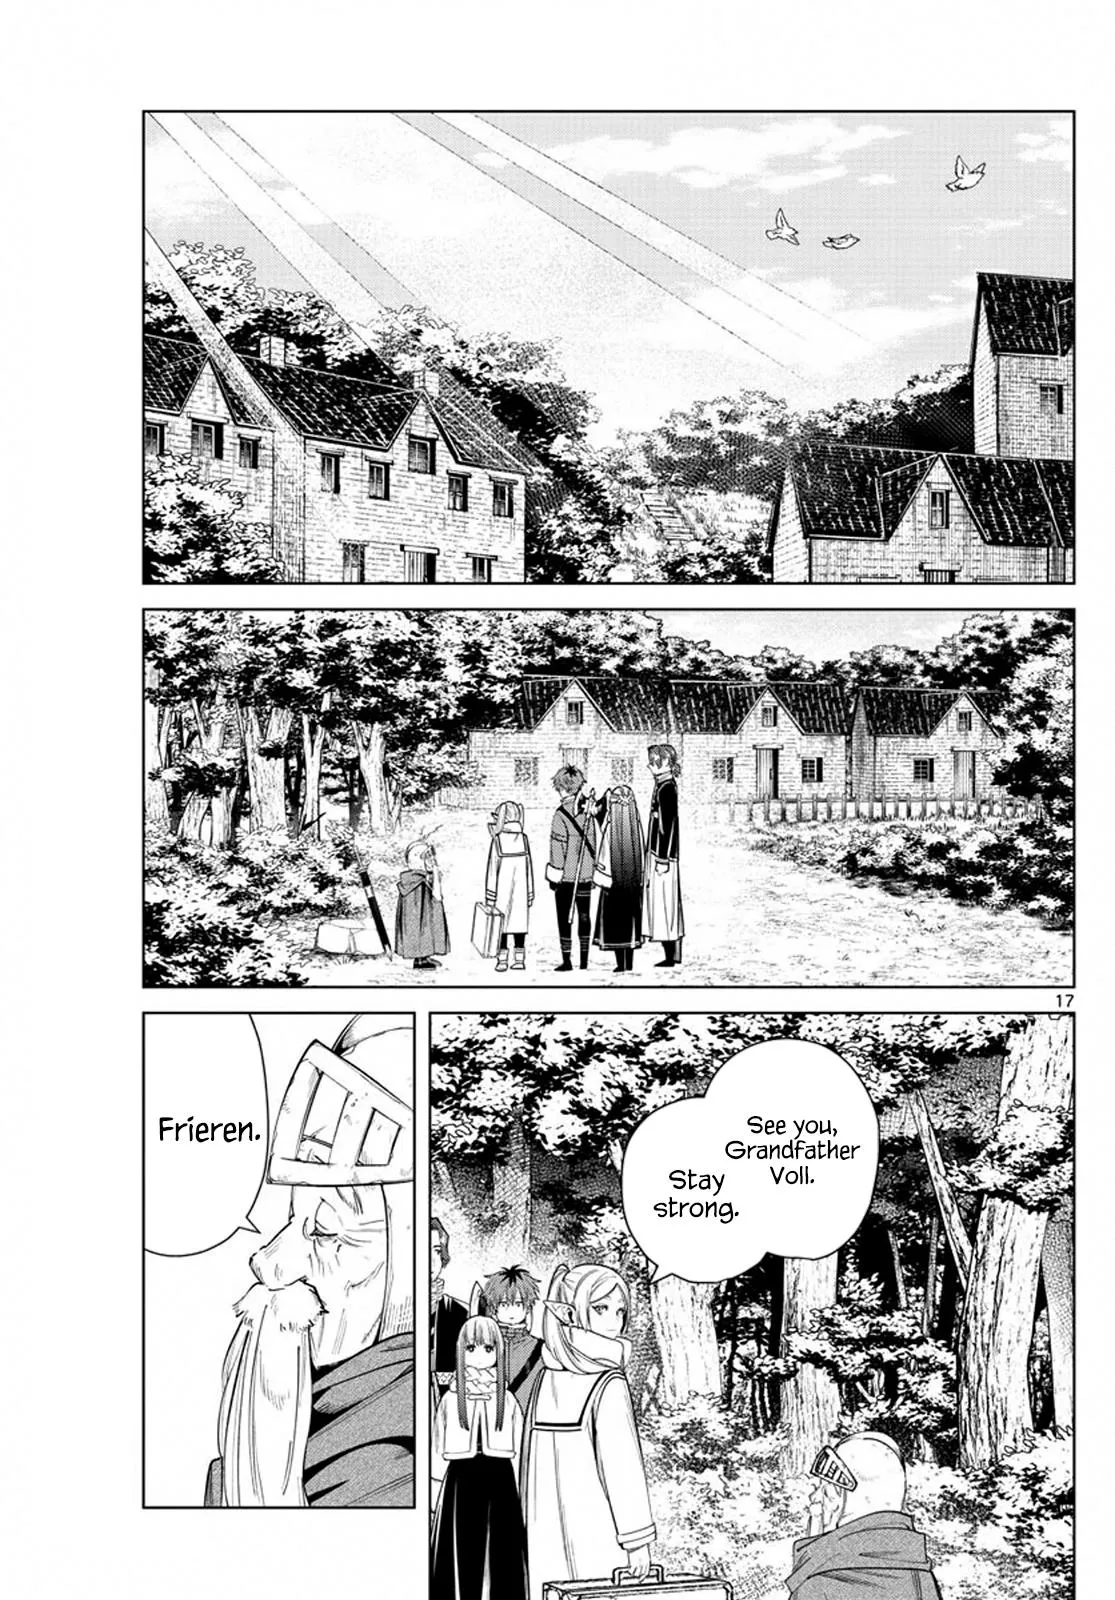 17
See you,
Grandfather
Voll.
Stay
strong.
Frieren.